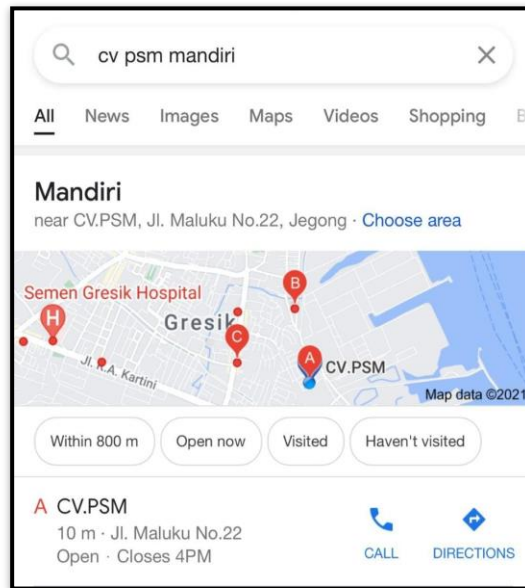 cv psm mandiri
All News Images Maps Videos Shopping
Mandiri
near CV.PSM, Jl. Maluku No.22, Jegong · Choose area
B
Semen Gresik Hospital
H
Gresik
C
A
CV.PSM
Jl. R.A. Kartini
Map data ©2021
Within 800 m Open now Visited Haven't visited
A CV.PSM
10 m · Jl. Maluku No.22
Open · Closes 4PM
CALL DIRECTIONS